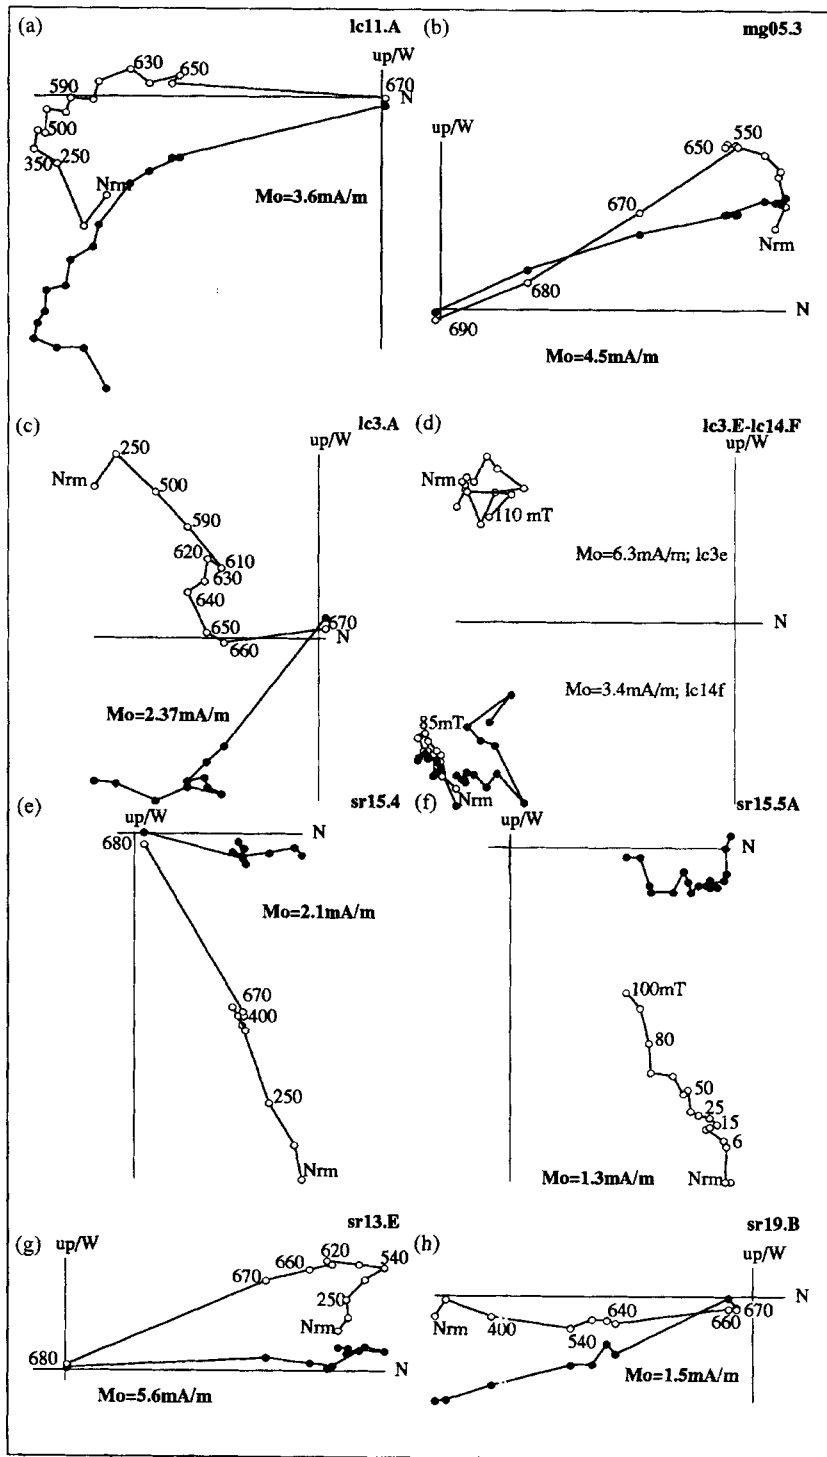 (a)
lc11.A
up/W
630
650
590
670
N
500
350
250
Nrm
Mo=3.6mA/m
(b)
mg05.3
up/W
650
550
670
Nrm
680
N
690
Mo=4.5mA/m
(c)
lc3.A
up/W
250
Nrm
500
590
620
610
630
640
650
670
N
660
Mo=2.37mA/m
(d)
lc3.E-lc14.F
up/W
Nrm
110 mT
Mo=6.3mA/m; lc3e
N
Mo=3.4mA/m; lc14f
85mT
Nrm
(e)
sr15.4
up/W
N
680
Mo=2.1mA/m
670
400
250
Nrm
(f)
sr15.5A
up/W
N
100mT
80
50
25
15
6
Nrm
Mo=1.3mA/m
(g)
sr13.E
up/W
620
540
660
670
250
Nrm
680
N
Mo=5.6mA/m
(h)
sr19.B
up/W
N
Nrm
400
640
540
660
670
Mo=1.5mA/m